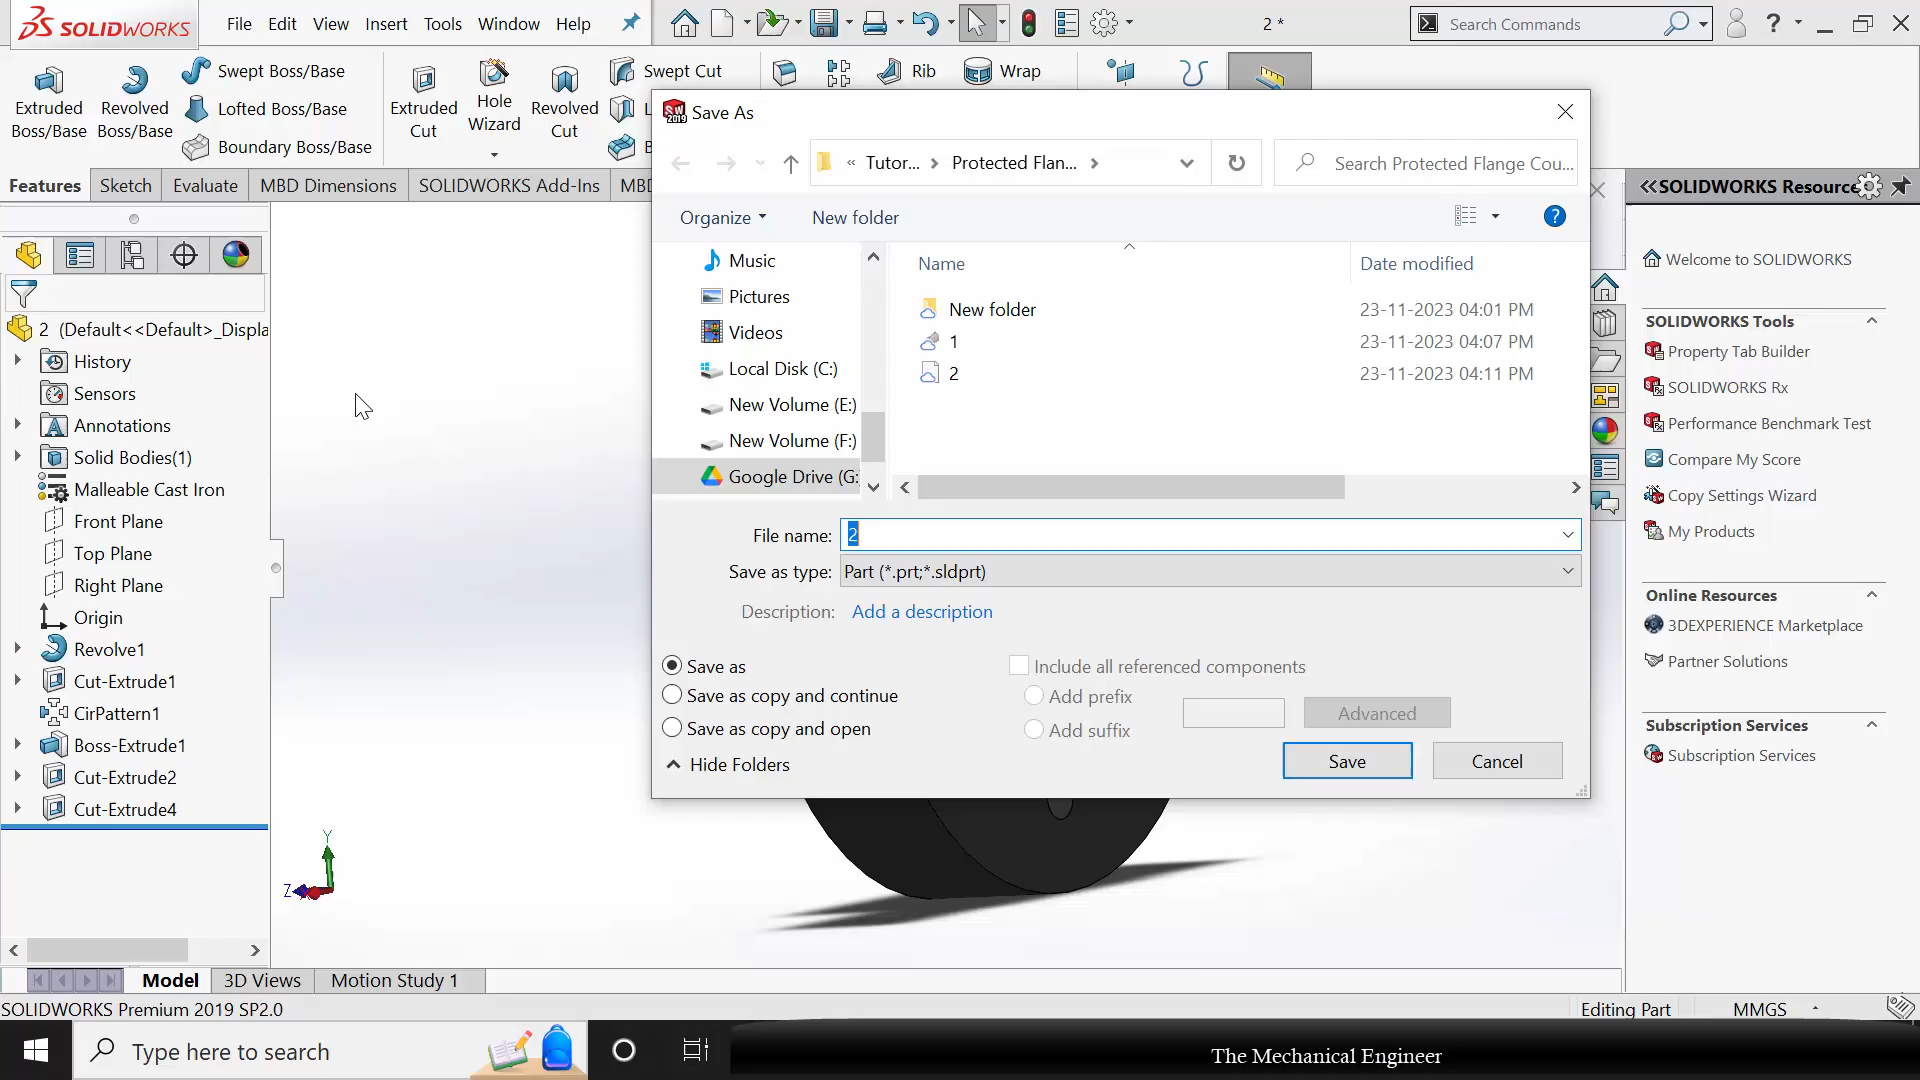 SOLIDWORKS File Edit View Insert Tools Window Help 2 * Search Commands ?
Extruded Boss/Base
Revolved Boss/Base
Swept Boss/Base
Lofted Boss/Base
Boundary Boss/Base
Extruded Cut
Hole Wizard
Revolved Cut
Swept Cut
Rib
Wrap
Features Sketch Evaluate MBD Dimensions SOLIDWORKS Add-Ins MBD
2 (Default<<Default>_Displa
History
Sensors
Annotations
Solid Bodies(1)
Malleable Cast Iron
Front Plane
Top Plane
Right Plane
Origin
Revolve1
Cut-Extrude1
CirPattern1
Boss-Extrude1
Cut-Extrude2
Cut-Extrude4
Y
Z
SW 2019 Save As
« Tutor... > Protected Flan... >
Search Protected Flange Cou...
Organize New folder ?
Music
Pictures
Videos
Local Disk (C:)
New Volume (E:)
New Volume (F:)
Google Drive (G:
Name Date modified
New folder 23-11-2023 04:01 PM
1 23-11-2023 04:07 PM
2 23-11-2023 04:11 PM
File name: 2
Save as type: Part (*.prt;*.sldprt)
Description: Add a description
Save as
Save as copy and continue
Save as copy and open
Include all referenced components
Add prefix
Add suffix
Advanced
Hide Folders
Save Cancel
SOLIDWORKS Resource
Welcome to SOLIDWORKS
SOLIDWORKS Tools
Property Tab Builder
SOLIDWORKS Rx
Performance Benchmark Test
Compare My Score
Copy Settings Wizard
My Products
Online Resources
3DEXPERIENCE Marketplace
Partner Solutions
Subscription Services
Subscription Services
Model 3D Views Motion Study 1
SOLIDWORKS Premium 2019 SP2.0 Editing Part MMGS
Type here to search
The Mechanical Engineer